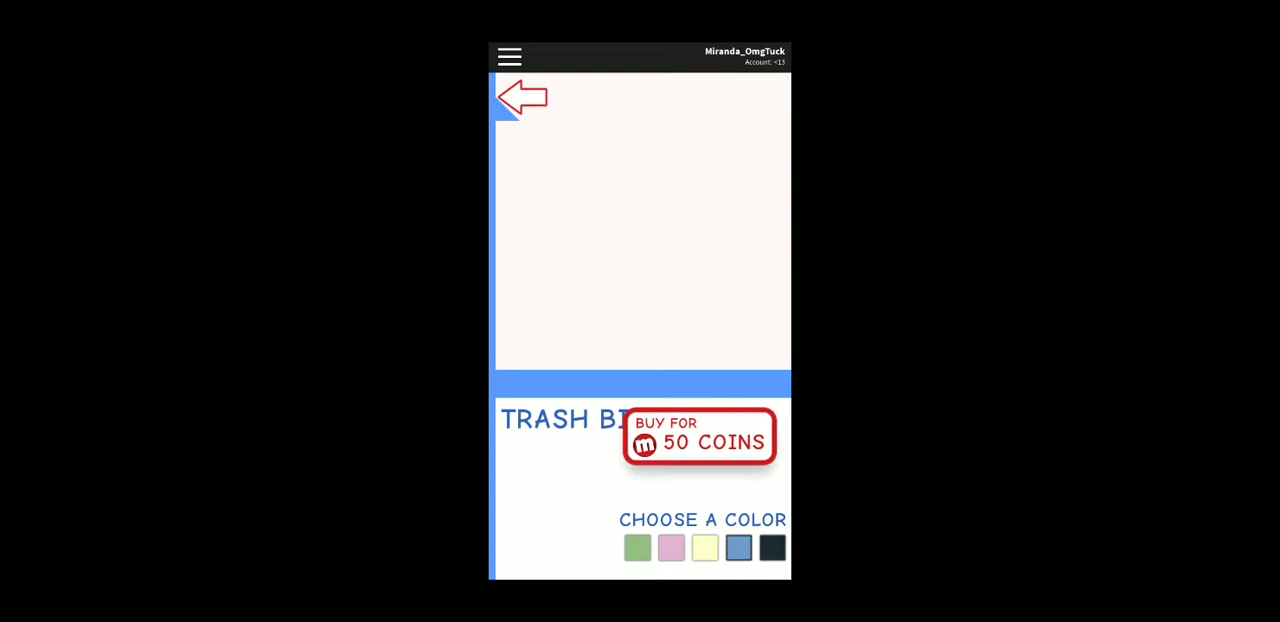 Miranda_OmgTuck
Account: <13
TRASH BI
BUY FOR
m 50 COINS
CHOOSE A COLOR